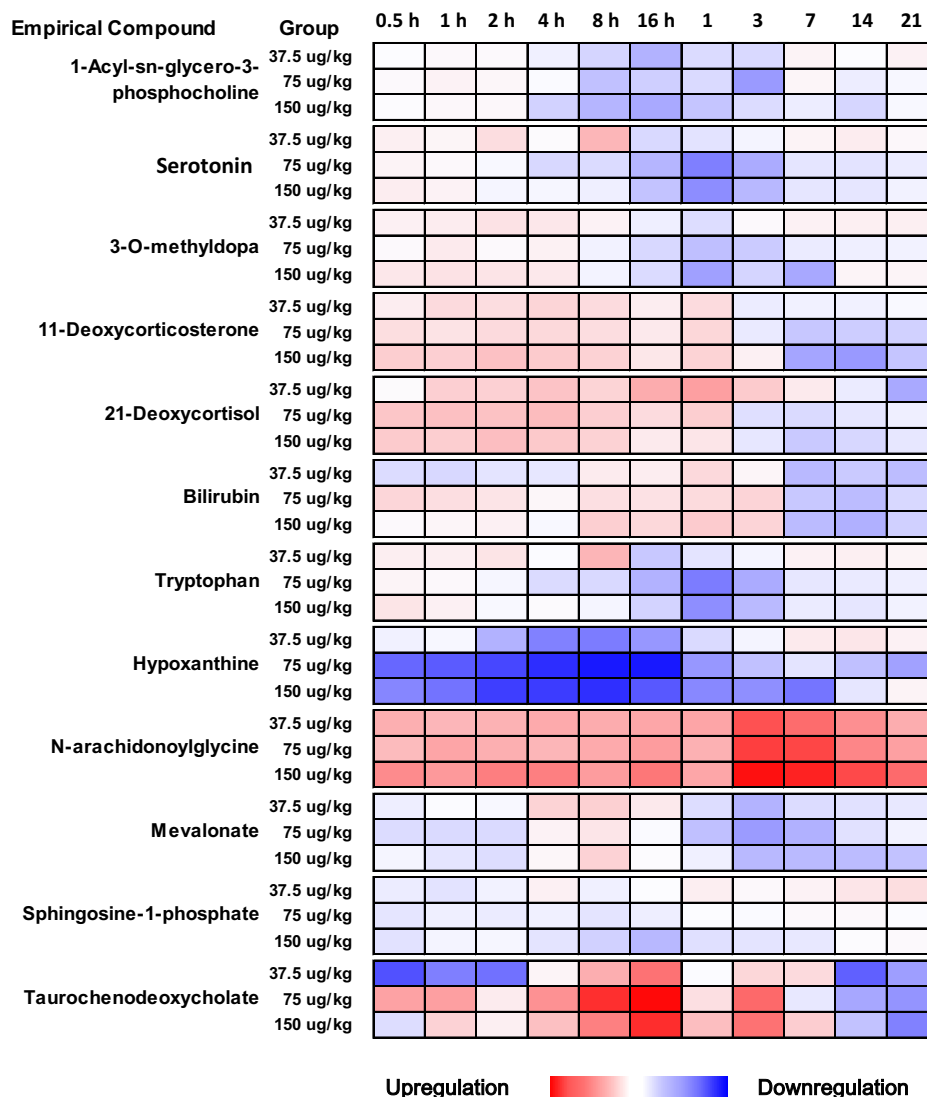 Empirical Compound Group 0.5 h 1 h 2 h 4 h 8 h 16 h 1 3 7 14 21
1-Acyl-sn-glycero-3-
phosphocholine
37.5 ug/kg
75 ug/kg
150 ug/kg
Serotonin
37.5 ug/kg
75 ug/kg
150 ug/kg
3-O-methyldopa
37.5 ug/kg
75 ug/kg
150 ug/kg
11-Deoxycorticosterone
37.5 ug/kg
75 ug/kg
150 ug/kg
21-Deoxycortisol
37.5 ug/kg
75 ug/kg
150 ug/kg
Bilirubin
37.5 ug/kg
75 ug/kg
150 ug/kg
Tryptophan
37.5 ug/kg
75 ug/kg
150 ug/kg
Hypoxanthine
37.5 ug/kg
75 ug/kg
150 ug/kg
N-arachidonoylglycine
37.5 ug/kg
75 ug/kg
150 ug/kg
Mevalonate
37.5 ug/kg
75 ug/kg
150 ug/kg
Sphingosine-1-phosphate
37.5 ug/kg
75 ug/kg
150 ug/kg
Taurochenodeoxycholate
37.5 ug/kg
75 ug/kg
150 ug/kg
Upregulation Downregulation